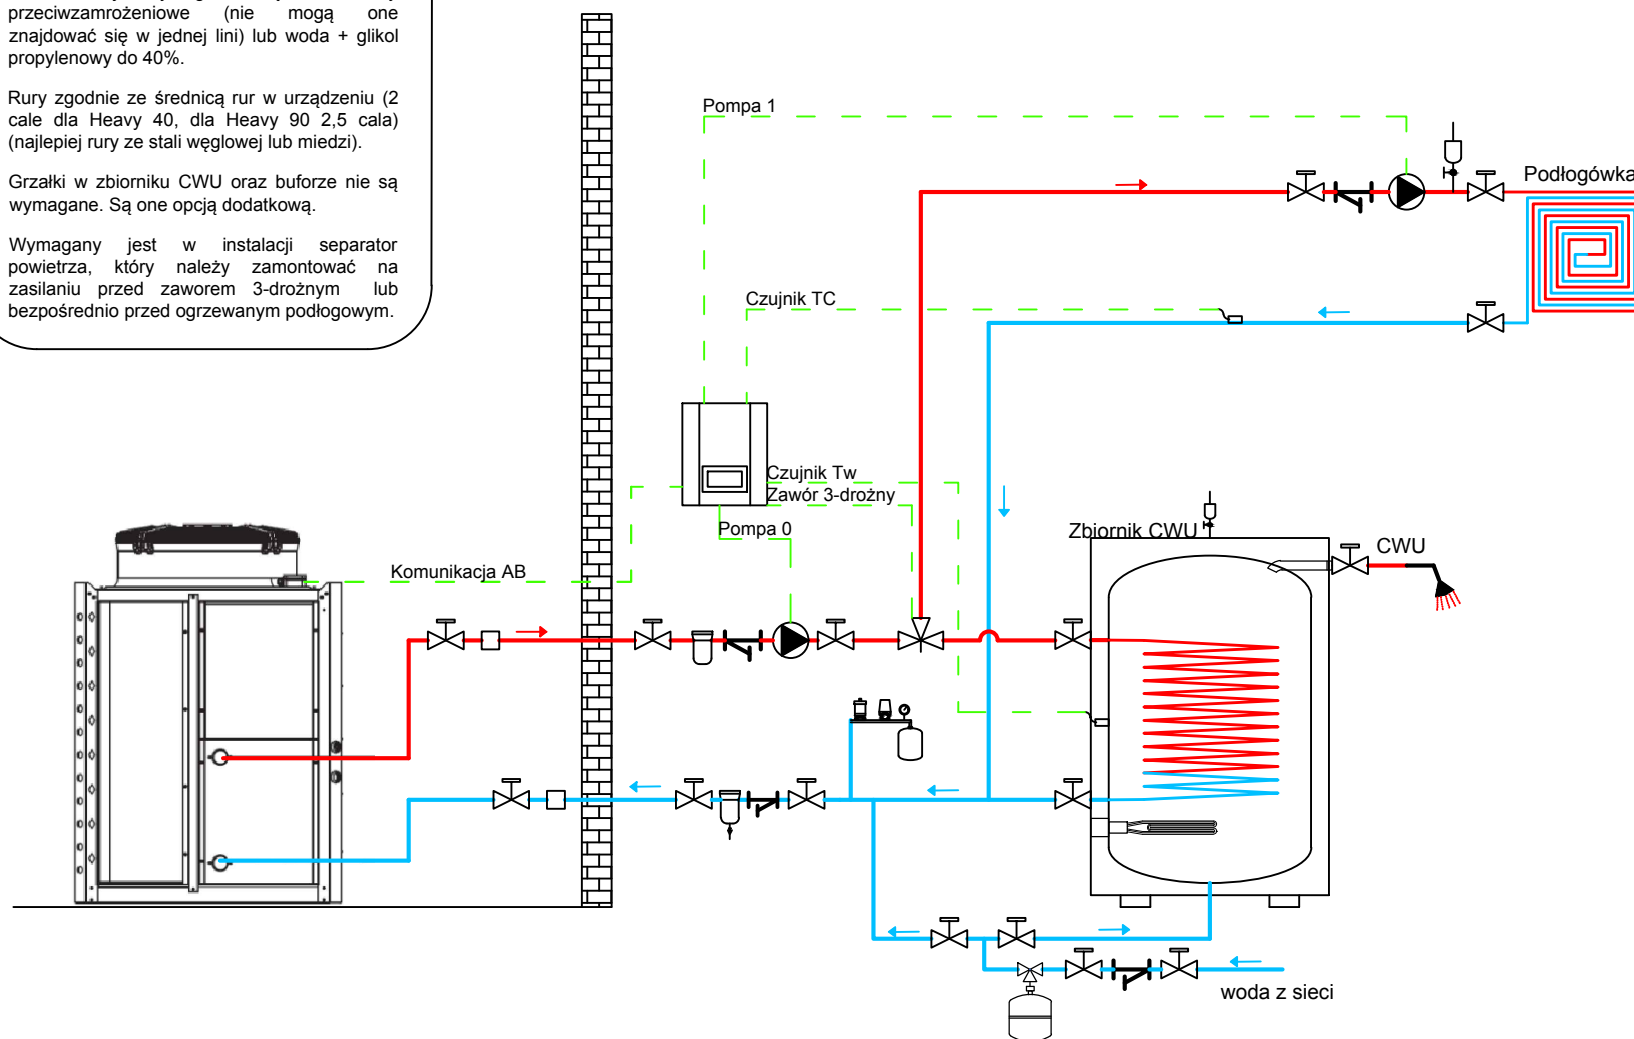 przeciwzamrożeniowe (nie mogą one
znajdować się w jednej lini) lub woda + glikol
propylenowy do 40%.
Rury zgodnie ze średnicą rur w urządzeniu (2
cale dla Heavy 40, dla Heavy 90 2,5 cala)
(najlepiej rury ze stali węglowej lub miedzi).
Grzałki w zbiorniku CWU oraz buforze nie są
wymagane. Są one opcją dodatkową.
Wymagany jest w instalacji separator
powietrza, który należy zamontować na
zasilaniu przed zaworem 3-drożnym lub
bezpośrednio przed ogrzewanym podłogowym.
Pompa 1
Podłogówka
Czujnik TC
Czujnik Tw
Zawór 3-drożny
Pompa 0
Zbiornik CWU
CWU
Komunikacja AB
woda z sieci